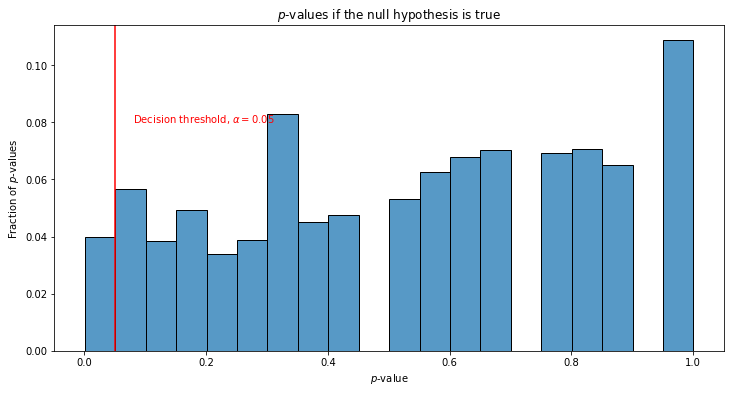 p-values if the null hypothesis is true
0.10
0.08
0.06
0.04
0.02
0.00
Fraction of p-values
Decision threshold, α = 0.05
0.0 0.2 0.4 0.6 0.8 1.0
p-value